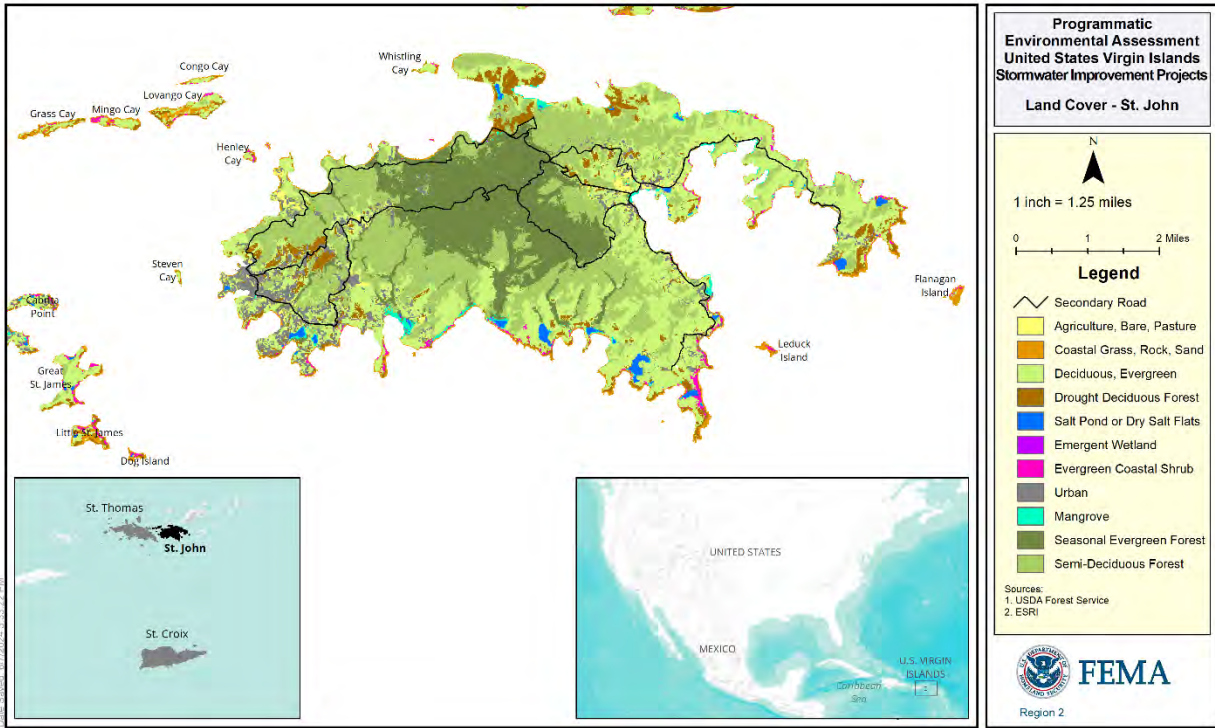 Programmatic
Environmental Assessment
United States Virgin Islands
Stormwater Improvement Projects
Land Cover - St. John
Whistling
Cay
Congo Cay
Lovango Cay
Mingo Cay
Grass Cay
Henley
Cay
Steven
Cay
Cabrita
Point
Great
St. James
Little St. James
Dog Island
Flanagan
Island
Leduck
Island
N
1 inch = 1.25 miles
0 1 2 Miles
Legend
Secondary Road
Agriculture, Bare, Pasture
Coastal Grass, Rock, Sand
Deciduous, Evergreen
Drought Deciduous Forest
Salt Pond or Dry Salt Flats
Emergent Wetland
Evergreen Coastal Shrub
Urban
Mangrove
Seasonal Evergreen Forest
Semi-Deciduous Forest
Sources:
1. USDA Forest Service
2. ESRI
FEMA
Region 2
St. Thomas
St. John
St. Croix
UNITED STATES
MEXICO
U.S. VIRGIN
ISLANDS
Caribbean
Sea